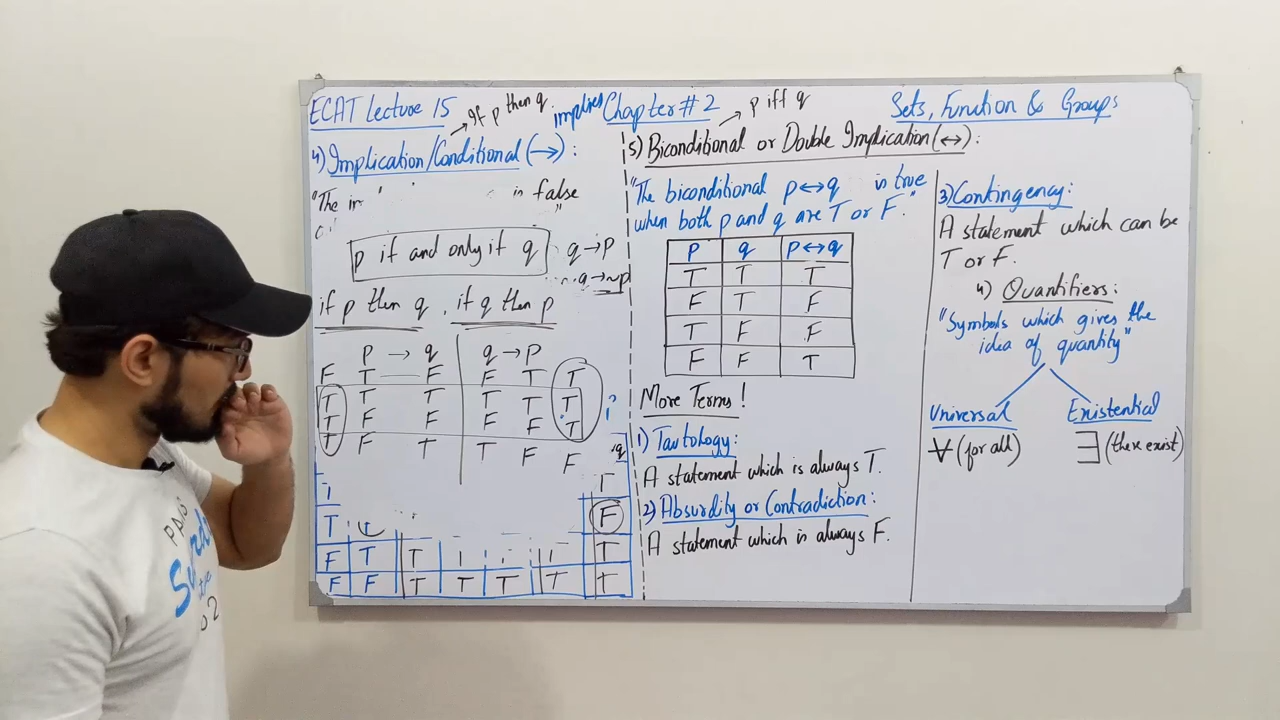 ECAT Lecture 15
If p then q
implies
Chapter # 2
p iff q
Sets, Function & Groups
4) Implication/Conditional (→) :
"The
is false
p if and only if q
q→p
q→~p
if p then q , if q then p
p → q
q → p
F T F F T T
T T T T T T
T F F F F T
T F T T F F
T
T
F
F T T T
F F T T T T T
5) Biconditional or Double Implication (↔) :
"The biconditional p↔q is true
when both p and q are T or F."
p q p↔q
T T T
F T F
T F F
F F T
More Terms !
1) Tautology:
A statement which is always T.
2) Absurdity or Contradiction:
A statement which is always F.
3) Contingency:
A statement which can be
T or F.
4) Quantifiers:
"Symbols which gives the
idea of quantity"
Universal
Existential
∀ (for all)
∃ (there exist)